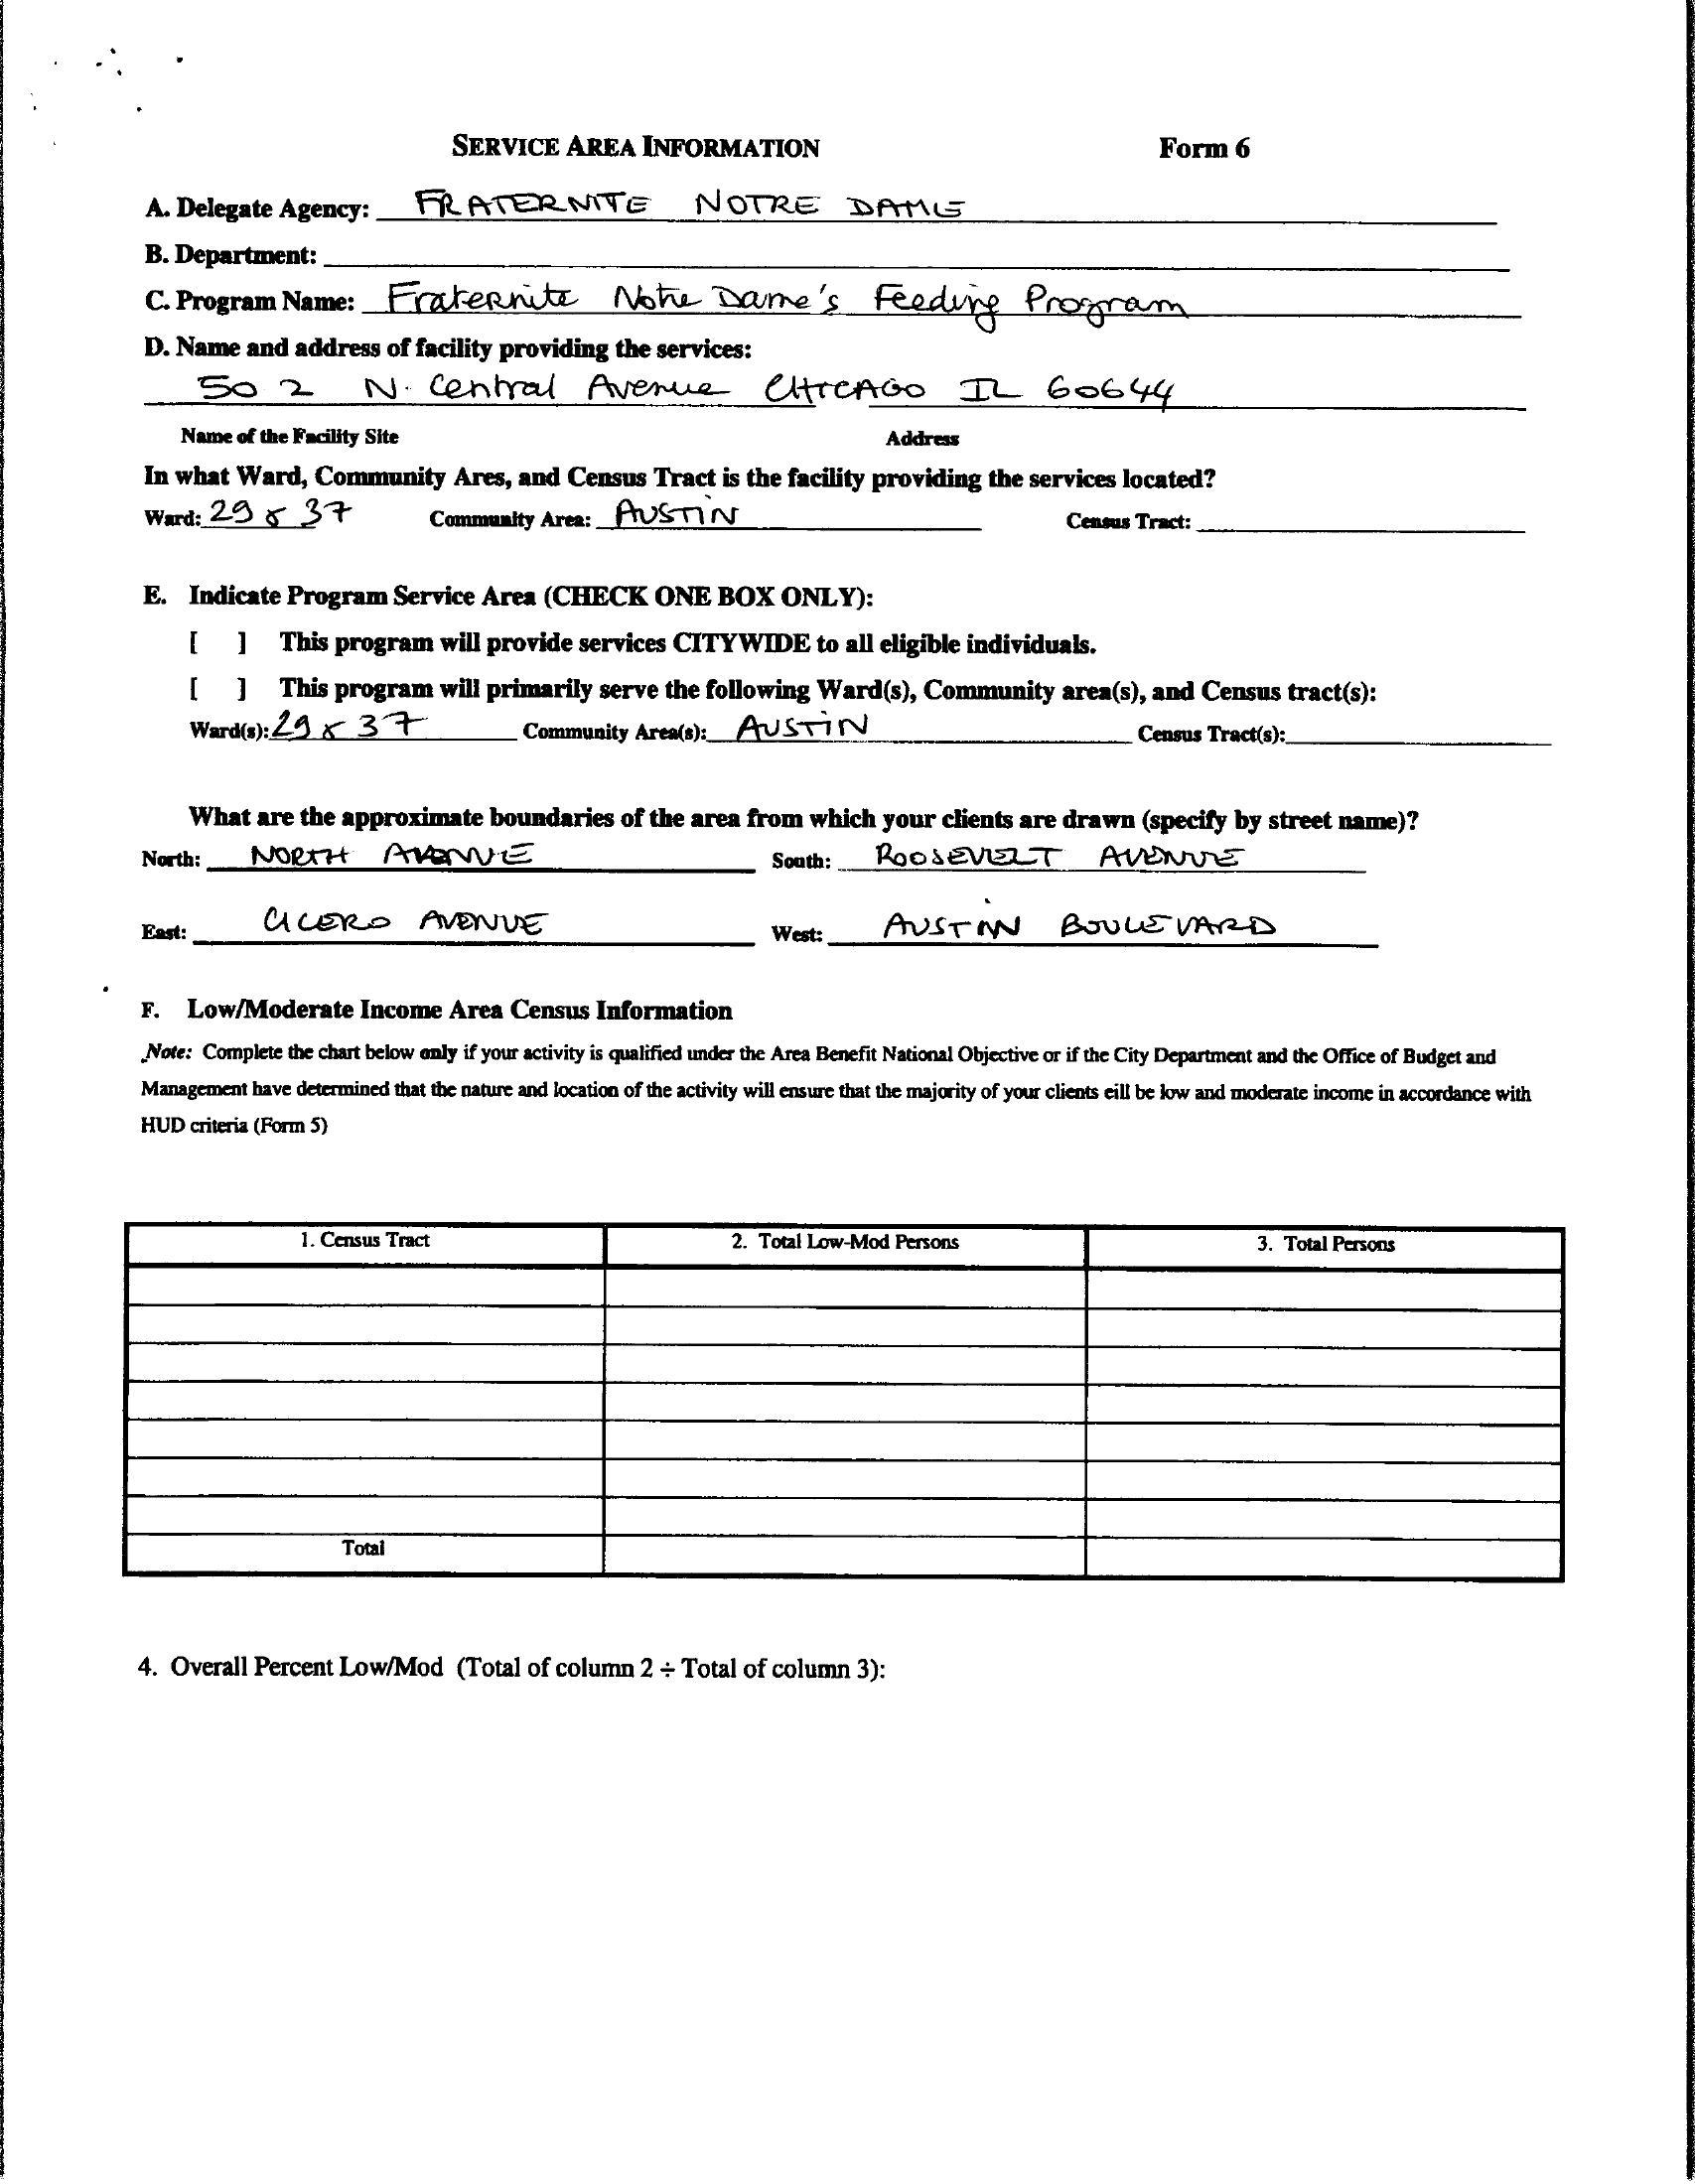 SERVICE AREA INFORMATION Form 6
A. Delegate Agency: FRATERNITE NOTRE DAME
B. Department:
C. Program Name: Fraternite Notre Dame's Feeding Program
D. Name and address of facility providing the services:
502 N. Central Avenue CHICAGO IL 60644
Name of the Facility Site Address
In what Ward, Community Ares, and Census Tract is the facility providing the services located?
Ward: 29 & 37 Community Area: AUSTIN Census Tract:
E. Indicate Program Service Area (CHECK ONE BOX ONLY):
[ ] This program will provide services CITYWIDE to all eligible individuals.
[ ] This program will primarily serve the following Ward(s), Community area(s), and Census tract(s):
Ward(s): 29 & 37 Community Area(s): AUSTIN Census Tract(s):
What are the approximate boundaries of the area from which your clients are drawn (specify by street name)?
North: NORTH AVENUE South: ROOSEVELT AVENUE
East: CICERO AVENUE West: AUSTIN BOULEVARD
F. Low/Moderate Income Area Census Information
Note: Complete the chart below only if your activity is qualified under the Area Benefit National Objective or if the City Department and the Office of Budget and
Management have determined that the nature and location of the activity will ensure that the majority of your clients eill be low and moderate income in accordance with
HUD criteria (Form 5)
1. Census Tract 2. Total Low-Mod Persons 3. Total Persons
Total
4. Overall Percent Low/Mod (Total of column 2 ÷ Total of column 3):